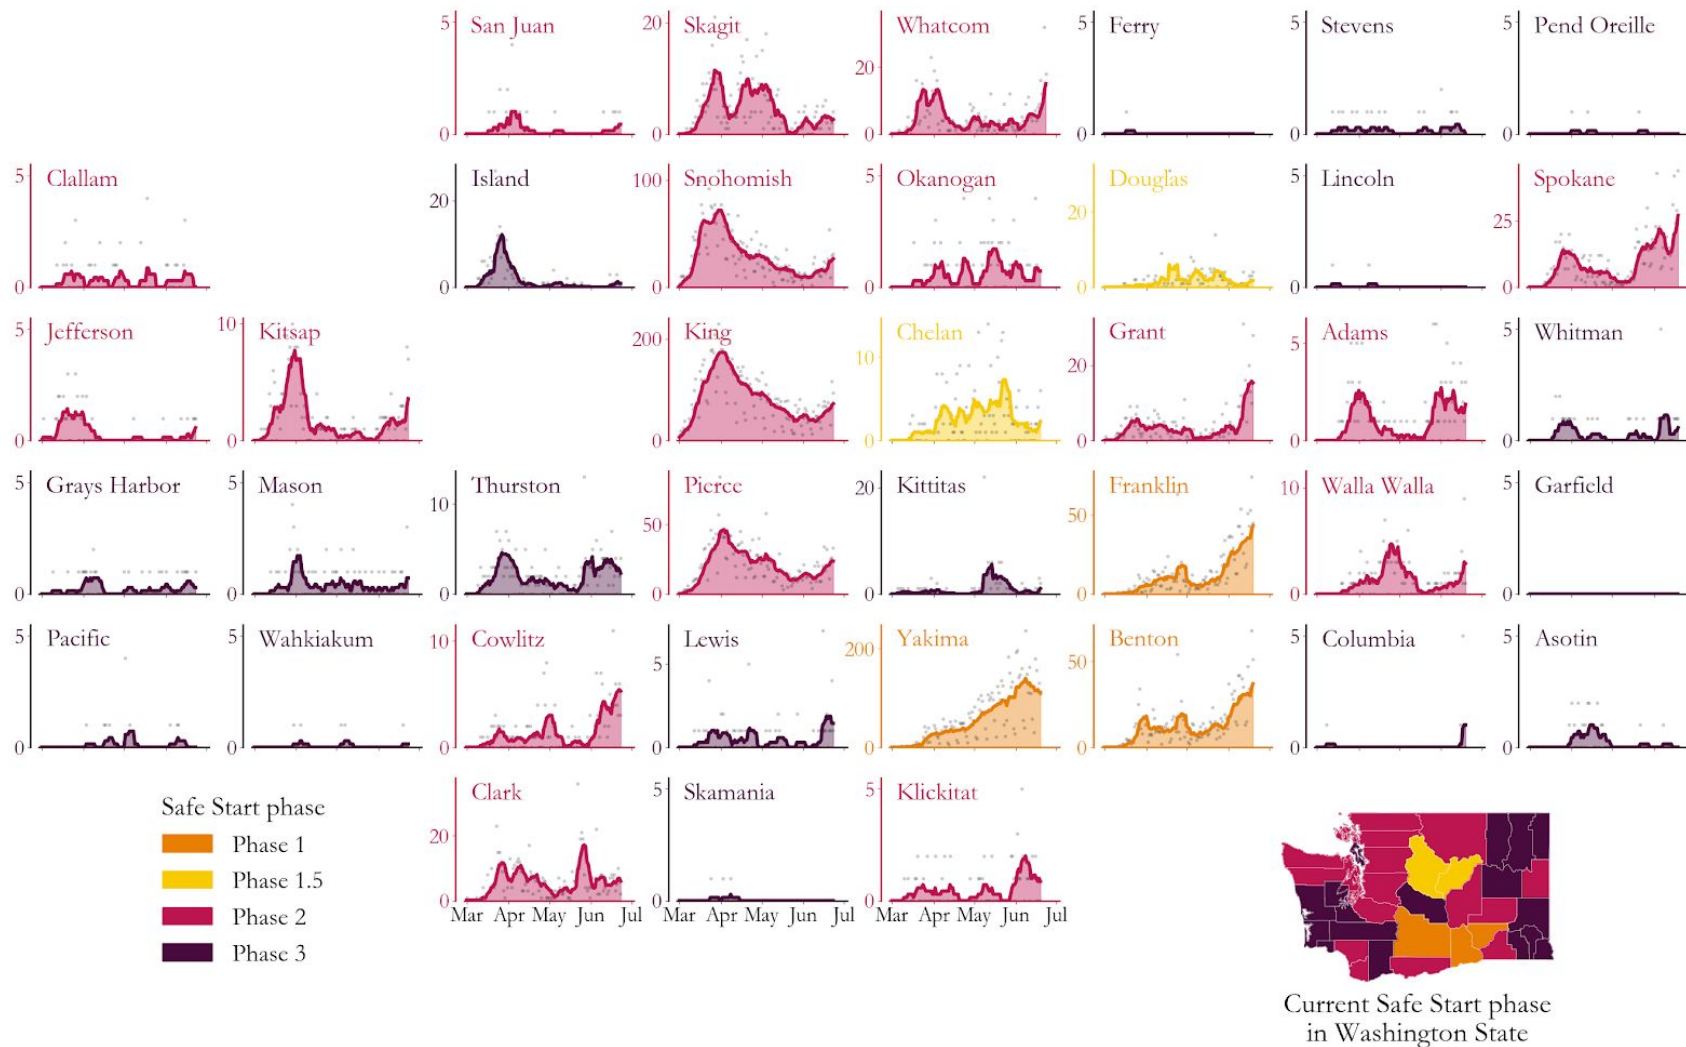 San Juan
5
0
Skagit
20
0
Whatcom
20
0
Ferry
5
0
Stevens
5
0
Pend Oreille
5
0
Clallam
5
0
Island
20
0
Snohomish
100
0
Okanogan
5
0
Douglas
20
0
Lincoln
5
0
Spokane
25
0
Jefferson
5
0
Kitsap
10
0
King
200
0
Chelan
10
0
Grant
20
0
Adams
5
0
Whitman
5
0
Grays Harbor
5
0
Mason
5
0
Thurston
10
0
Pierce
50
0
Kittitas
20
0
Franklin
50
0
Walla Walla
10
0
Garfield
5
0
Pacific
5
0
Wahkiakum
5
0
Cowlitz
10
0
Lewis
5
0
Yakima
200
0
Benton
50
0
Columbia
5
0
Asotin
5
0
Clark
20
0
Mar Apr May Jun Jul
Skamania
5
0
Mar Apr May Jun Jul
Klickitat
5
0
Mar Apr May Jun Jul
Safe Start phase
Phase 1
Phase 1.5
Phase 2
Phase 3
Current Safe Start phase
in Washington State